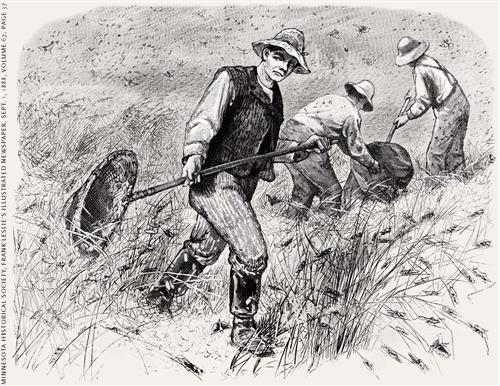 MINNESOTA HISTORICAL SOCIETY, FRANK LESLIE'S ILLUSTRATED NEWSPAPER, SEPT. 1, 1888, VOLUME 67, PAGE 37